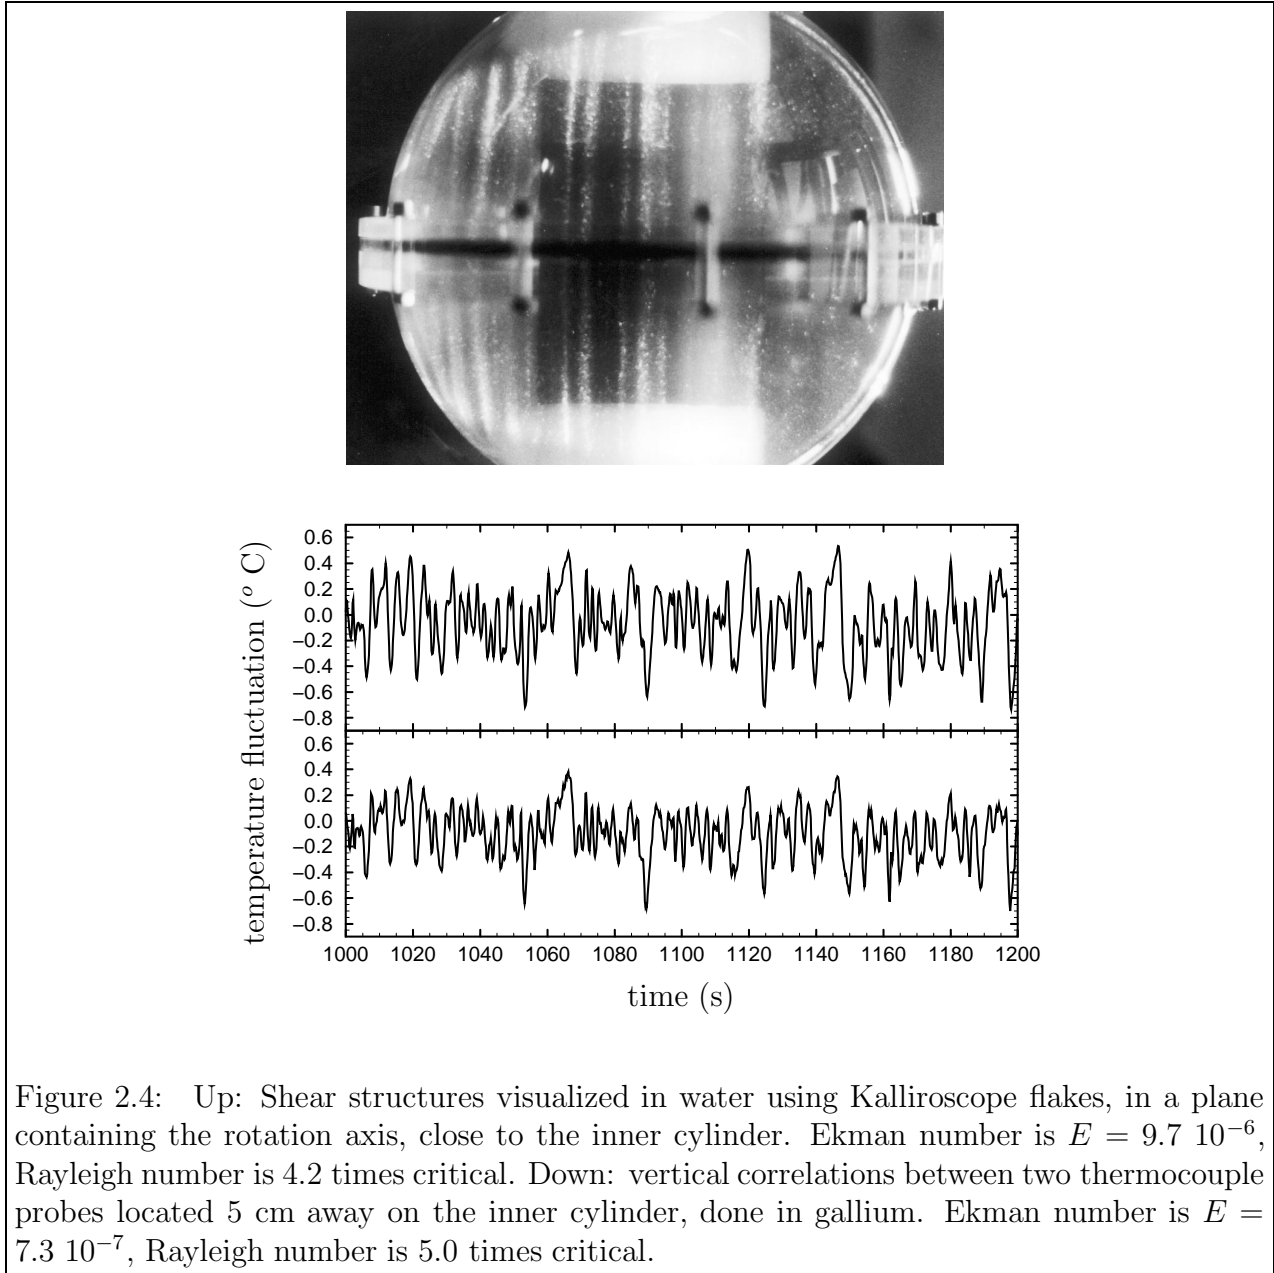 temperature fluctuation (° C)
0.6
0.4
0.2
0.0
−0.2
−0.4
−0.6
−0.8
0.6
0.4
0.2
0.0
−0.2
−0.4
−0.6
−0.8
1000 1020 1040 1060 1080 1100 1120 1140 1160 1180 1200
time (s)
Figure 2.4: Up: Shear structures visualized in water using Kalliroscope flakes, in a plane
containing the rotation axis, close to the inner cylinder. Ekman number is E = 9.7 10⁻⁶,
Rayleigh number is 4.2 times critical. Down: vertical correlations between two thermocouple
probes located 5 cm away on the inner cylinder, done in gallium. Ekman number is E =
7.3 10⁻⁷, Rayleigh number is 5.0 times critical.